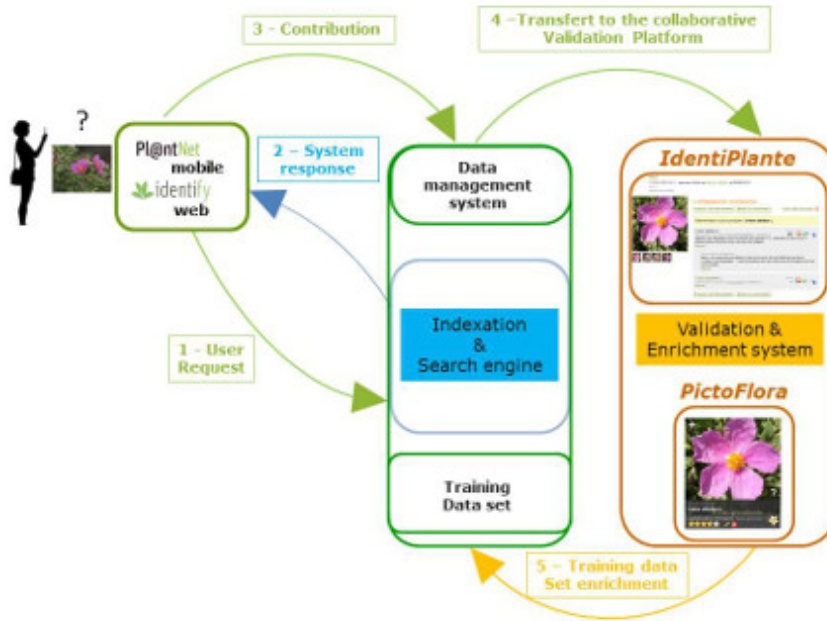 3 - Contribution
4 –Transfert to the collaborative
Validation Platform
?
Pl@ntNet
mobile
identify
web
2 – System
response
Data
management
system
IdentiPlante
1 - User
Request
Indexation
&
Search engine
Validation &
Enrichment system
PictoFlora
Training
Data set
5 – Training data
Set enrichment